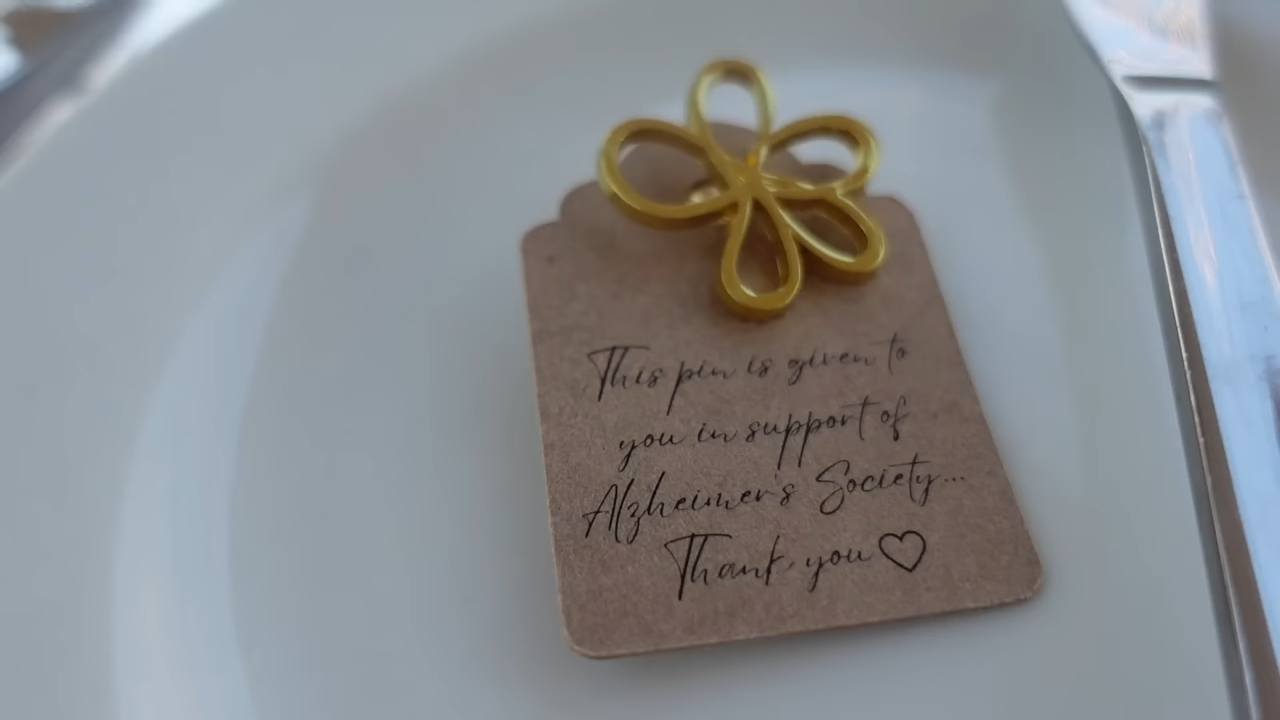 This pin is given to
you in support of
Alzheimer's Society...
Thank you ♡